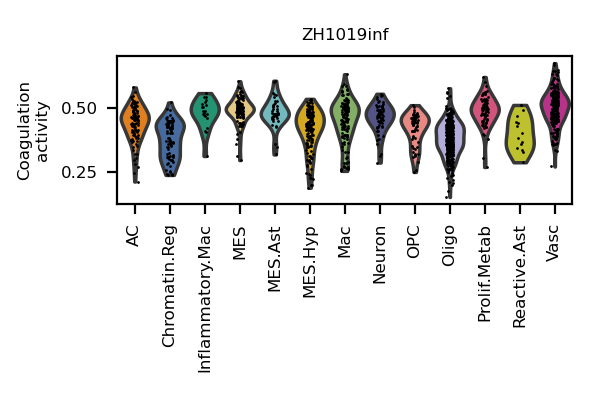 ZH1019inf
Coagulation
activity
0.50
0.25
AC
Chromatin.Reg
Inflammatory.Mac
MES
MES.Ast
MES.Hyp
Mac
Neuron
OPC
Oligo
Prolif.Metab
Reactive.Ast
Vasc